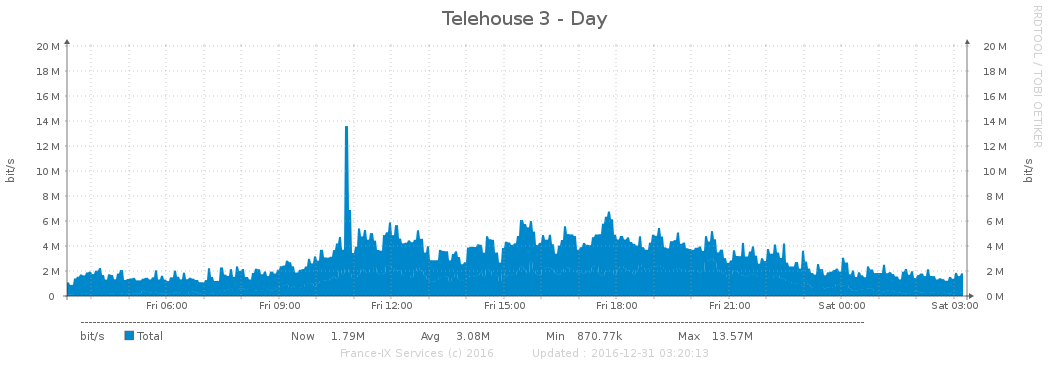 Telehouse 3 - Day
RRDTOOL / TOBI OETIKER
bit/s
bit/s
20 M 20 M
18 M 18 M
16 M 16 M
14 M 14 M
12 M 12 M
10 M 10 M
8 M 8 M
6 M 6 M
4 M 4 M
2 M 2 M
0 0 M
Fri 06:00 Fri 09:00 Fri 12:00 Fri 15:00 Fri 18:00 Fri 21:00 Sat 00:00 Sat 03:00
bit/s Total Now 1.79M Avg 3.08M Min 870.77k Max 13.57M
France-IX Services (c) 2016 Updated : 2016-12-31 03:20:13